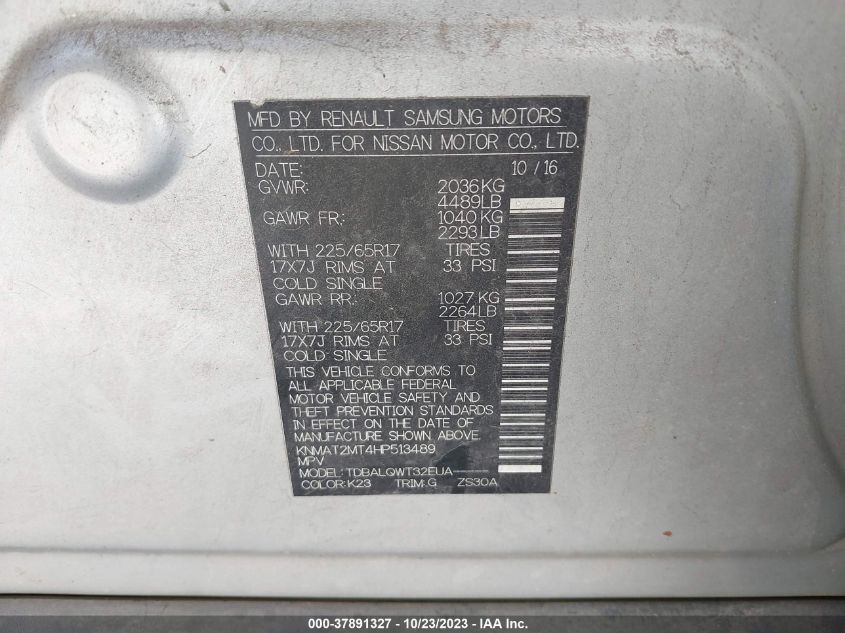 MFD BY RENAULT SAMSUNG MOTORS
CO., LTD. FOR NISSAN MOTOR CO., LTD.
DATE: 10 / 16
GVWR: 2036KG
4489LB
GAWR FR.: 1040KG
2293LB
WITH 225/65R17 TIRES
17X7J RIMS AT 33 PSI
COLD SINGLE
GAWR RR.: 1027KG
2264LB
WITH 225/65R17 TIRES
17X7J RIMS AT 33 PSI
COLD SINGLE
THIS VEHICLE CONFORMS TO
ALL APPLICABLE FEDERAL
MOTOR VEHICLE SAFETY AND
THEFT PREVENTION STANDARDS
IN EFFECT ON THE DATE OF
MANUFACTURE SHOWN ABOVE.
KNMAT2MT4HP513489
MPV
MODEL: TDBALQWT32EUA-----
COLOR: K23 TRIM: G ZS30A
000-37891327 - 10/23/2023 - © IAA Inc.